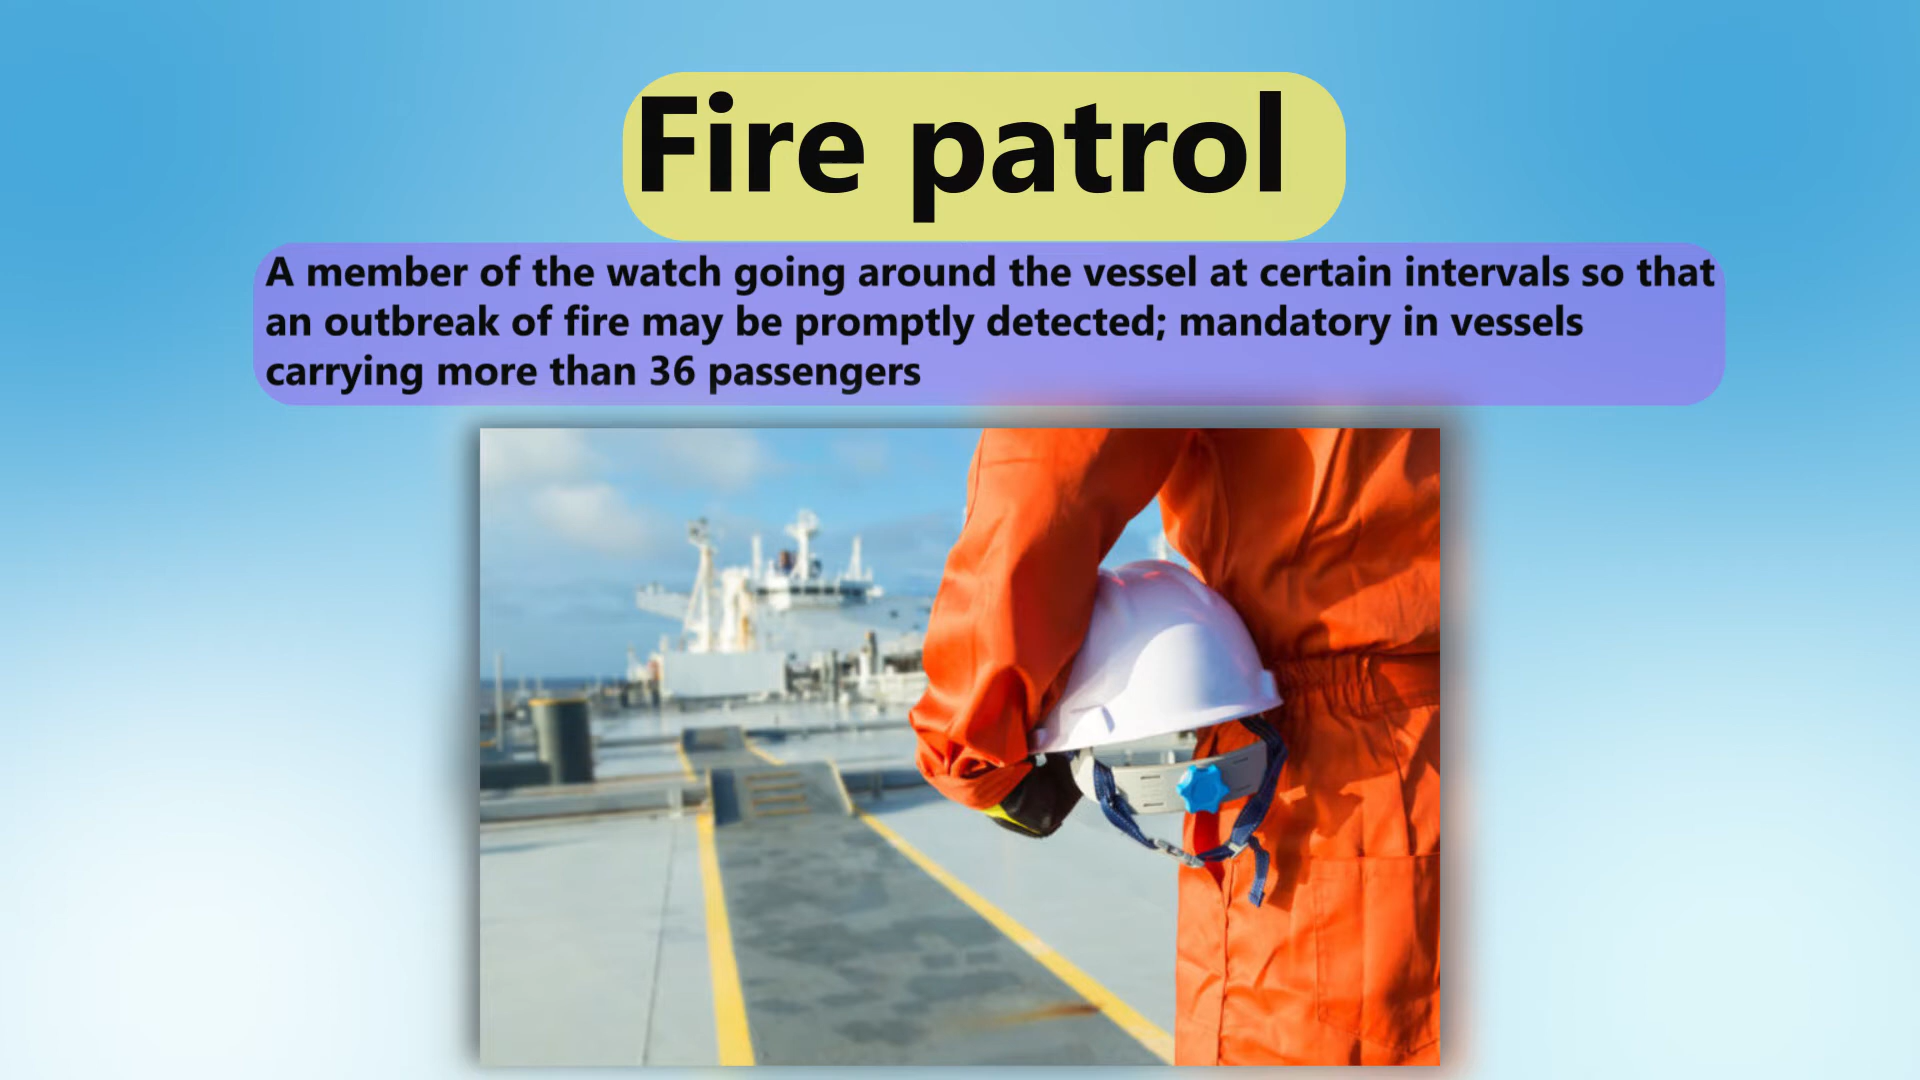 Fire patrol
A member of the watch going around the vessel at certain intervals so that
an outbreak of fire may be promptly detected; mandatory in vessels
carrying more than 36 passengers